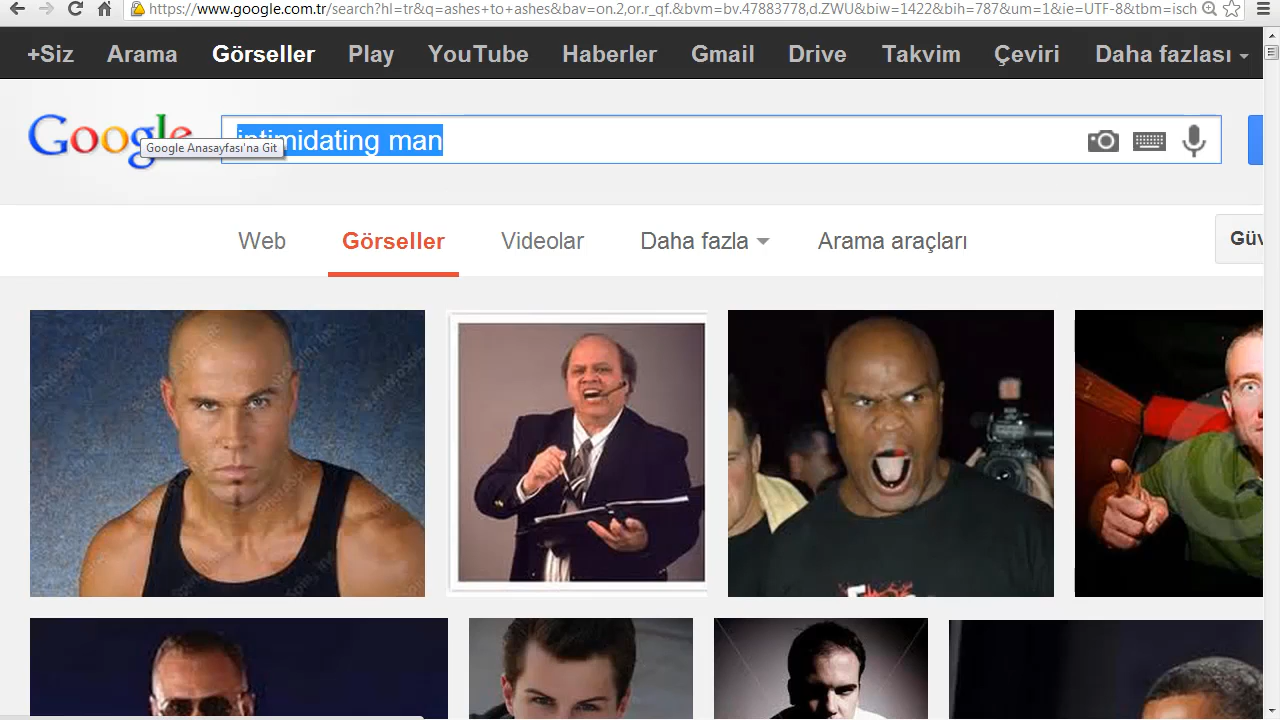 https://www.google.com.tr/search?hl=tr&q=ashes+to+ashes&bav=on.2,or.r_qf.&bvm=bv.47883778,d.ZWU&biw=1422&bih=787&um=1&ie=UTF-8&tbm=isch
+Siz Arama Görseller Play YouTube Haberler Gmail Drive Takvim Çeviri Daha fazlası
Google intimidating man
Google Anasayfası'na Git
Web Görseller Videolar Daha fazla Arama araçları Güv